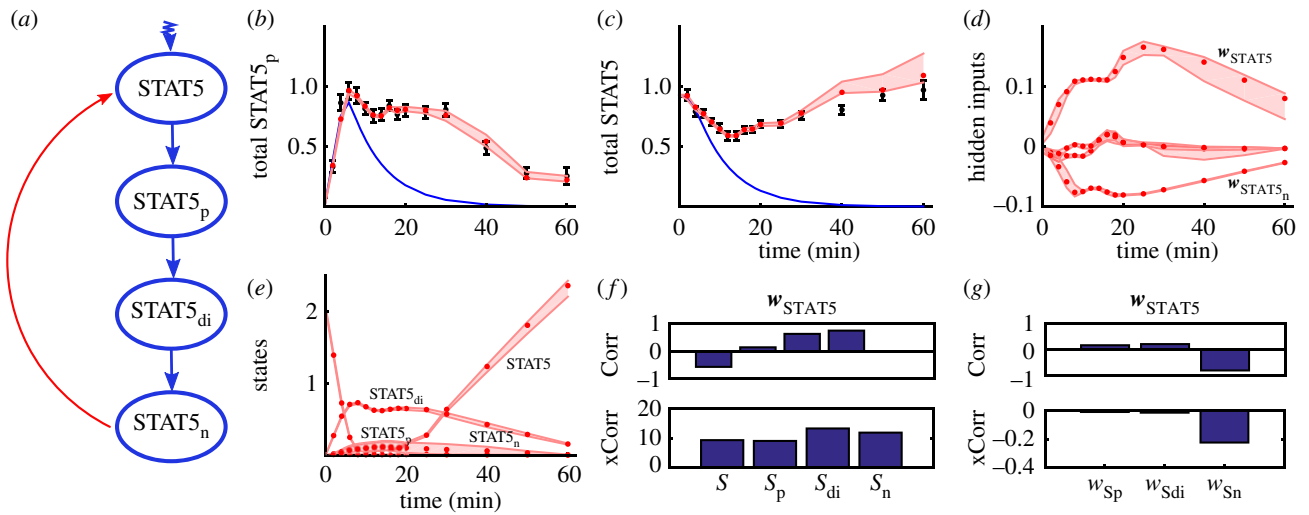 (a)
STAT5
STAT5p
STAT5di
STAT5n
(b)
total STAT5p
1.0
0.5
0 20 40 60
time (min)
(c)
total STAT5
1.0
0.5
0 20 40 60
time (min)
(d)
hidden inputs
0.1
0
−0.1
wSTAT5
wSTAT5n
0 20 40 60
time (min)
(e)
states
2
1
STAT5
STAT5di
STAT5n
0 20 40 60
time (min)
(f)
wSTAT5
Corr
1
0
−1
xCorr
20
10
0
S Sp Sdi Sn
(g)
wSTAT5
Corr
1
0
−1
xCorr
0
−0.2
−0.4
wSp wSdi wSn